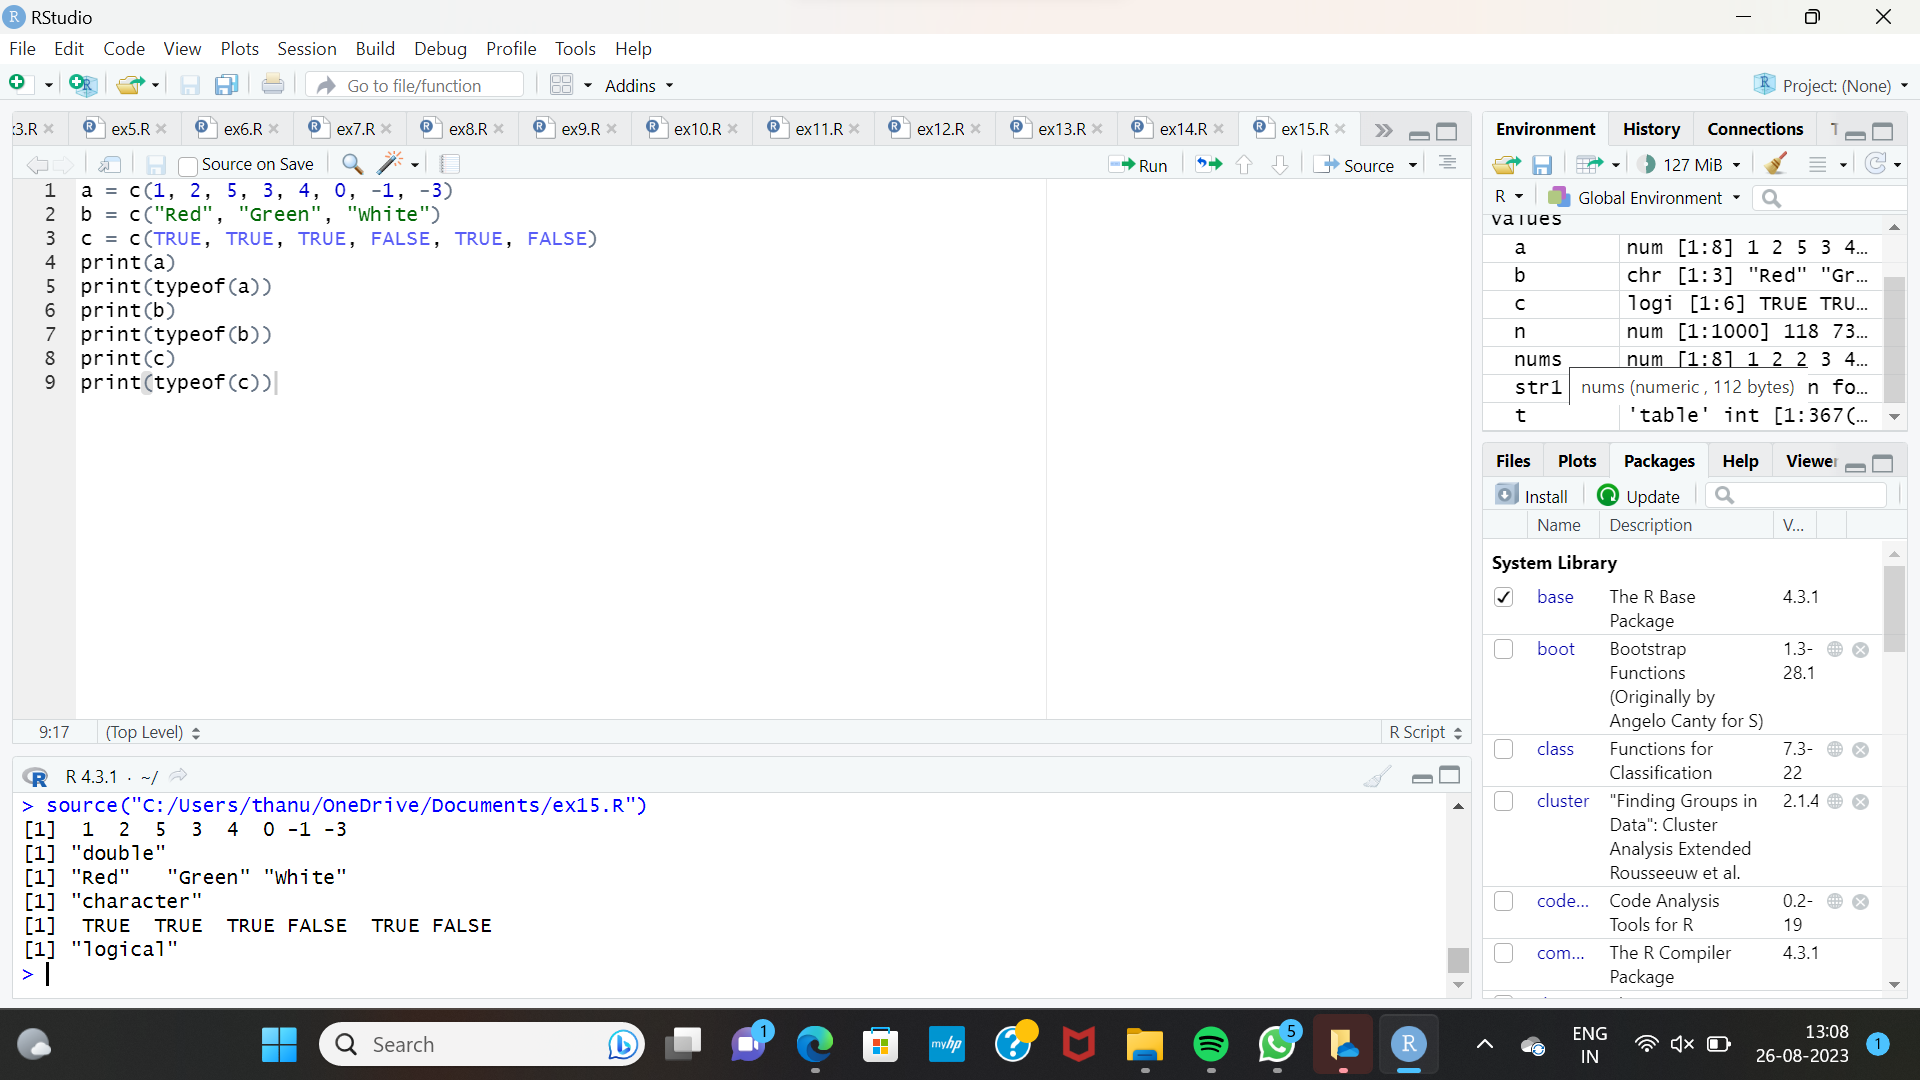 RStudio
File Edit Code View Plots Session Build Debug Profile Tools Help
Go to file/function Addins Project: (None)
3.R ex5.R ex6.R ex7.R ex8.R ex9.R ex10.R ex11.R ex12.R ex13.R ex14.R ex15.R
Source on Save Run Source
1 a = c(1, 2, 5, 3, 4, 0, -1, -3)
2 b = c("Red", "Green", "White")
3 c = c(TRUE, TRUE, TRUE, FALSE, TRUE, FALSE)
4 print(a)
5 print(typeof(a))
6 print(b)
7 print(typeof(b))
8 print(c)
9 print(typeof(c))
9:17 (Top Level) R Script
R 4.3.1 · ~/
> source("C:/Users/thanu/OneDrive/Documents/ex15.R")
[1] 1 2 5 3 4 0 -1 -3
[1] "double"
[1] "Red" "Green" "White"
[1] "character"
[1] TRUE TRUE TRUE FALSE TRUE FALSE
[1] "logical"
>
Environment History Connections T
127 MiB
R Global Environment
Values
a num [1:8] 1 2 5 3 4…
b chr [1:3] "Red" "Gr…
c logi [1:6] TRUE TRU…
n num [1:1000] 118 73…
nums num [1:8] 1 2 2 3 4…
str1 nums (numeric , 112 bytes) n fo…
t 'table' int [1:367(…
Files Plots Packages Help Viewer
Install Update
Name Description V...
System Library
base The R Base 4.3.1
Package
boot Bootstrap 1.3-
Functions 28.1
(Originally by
Angelo Canty for S)
class Functions for 7.3-
Classification 22
cluster "Finding Groups in 2.1.4
Data": Cluster
Analysis Extended
Rousseeuw et al.
code... Code Analysis 0.2-
Tools for R 19
com... The R Compiler 4.3.1
Package
Search 1 myhp 5 R
ENG
IN
13:08
26-08-2023 1